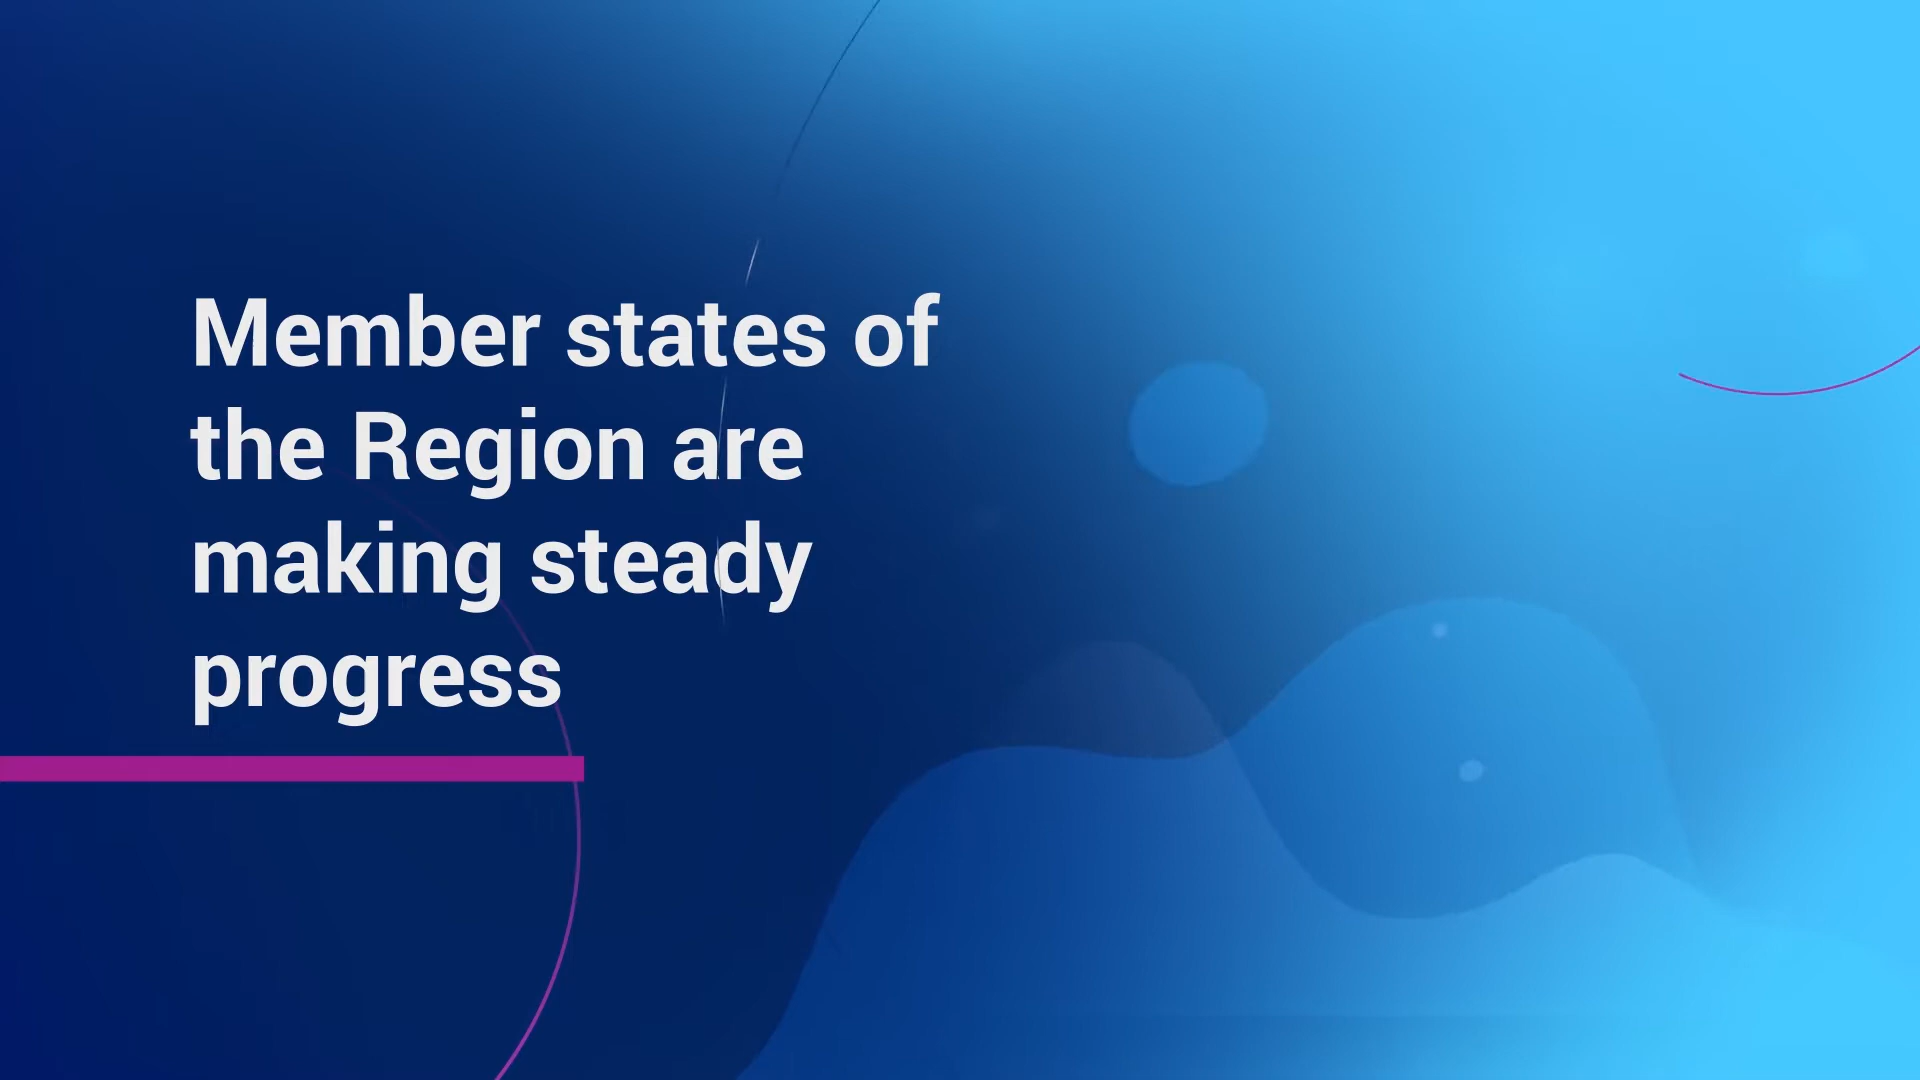 Member states of
the Region are
making steady
progress